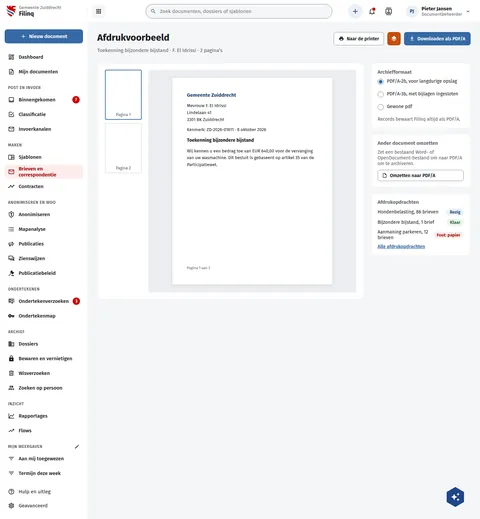 Gemeente Zuiddrecht
Filinq
Zoek documenten, dossiers of sjablonen
PJ
Pieter Jansen
Documentbeheerder
+ Nieuw document
Dashboard
Mijn documenten
POST EN INVOER
Binnengekomen
7
Classificatie
Invoerkanalen
MAKEN
Sjablonen
Brieven en
correspondentie
Contracten
ANONIMISEREN EN WOO
Anonimiseren
Mapanalyse
Publicaties
Zienswijzen
Publicatiebeleid
ONDERTEKENEN
Ondertekenverzoeken
3
Ondertekenmap
ARCHIEF
Dossiers
Bewaren en vernietigen
Wisverzoeken
Zoeken op persoon
INZICHT
Rapportages
Flows
MIJN WEERGAVEN
Aan mij toegewezen
Termijn deze week
Hulp en uitleg
Geavanceerd
Afdrukvoorbeeld
Toekenning bijzondere bijstand · F. El Idrissi · 2 pagina's
Naar de printer
Downloaden als PDF/A
Pagina 1
Pagina 2
Gemeente Zuiddrecht
Mevrouw F. El Idrissi
Lindelaan 41
3301 BK Zuiddrecht
Kenmerk: ZD-2026-01411 · 6 oktober 2026
Toekenning bijzondere bijstand
Wij kennen u een bedrag toe van EUR 640,00 voor de vervanging
van uw wasmachine. Dit besluit is gebaseerd op artikel 35 van de
Participatiewet.
Pagina 1 van 2
Archiefformaat
PDF/A-2b, voor langdurige opslag
PDF/A-3b, met bijlagen ingesloten
Gewone pdf
Records bewaart Filinq altijd als PDF/A.
Ander document omzetten
Zet een bestaand Word- of
OpenDocument-bestand om naar PDF/A
om te archiveren.
Omzetten naar PDF/A
Afdrukopdrachten
Hondenbelasting, 86 brieven
Bezig
Bijzondere bijstand, 1 brief
Klaar
Aanmaning parkeren, 12
brieven
Fout: papier
Alle afdrukopdrachten